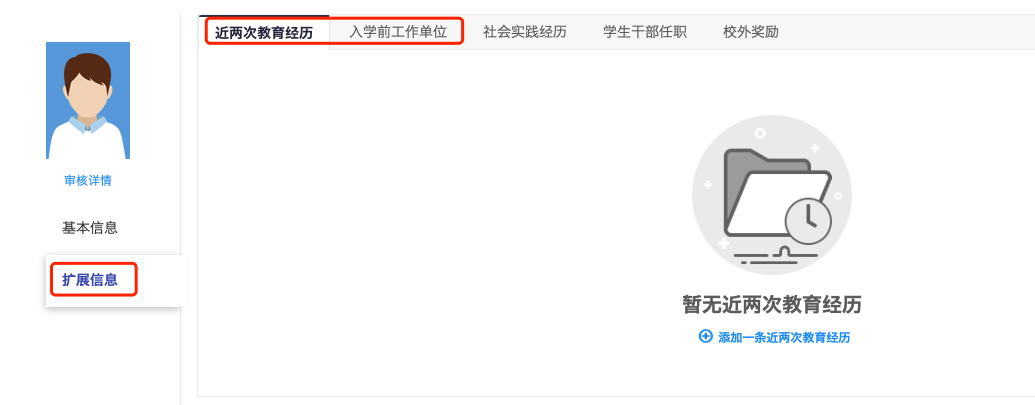 近两次教育经历 入学前工作单位 社会实践经历 学生干部任职 校外奖励
审核详情
基本信息
扩展信息
暂无近两次教育经历
添加一条近两次教育经历